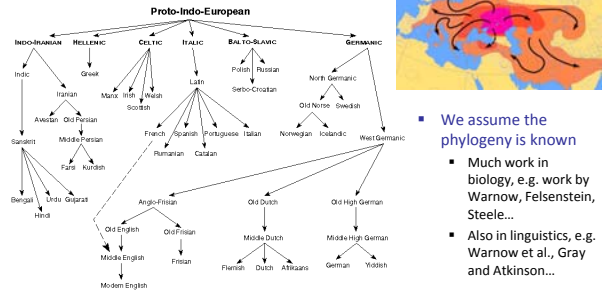 Proto-Indo-European
INDO-IRANIAN HELLENIC CELTIC ITALIC BALTO-SLAVIC GERMANIC
Indic
Iranian
Greek
Manx Irish Welsh
Scottish
Latin
Polish Russian
Serbo-Croatian
North Germanic
Avestan Old Persian
Old Norse Swedish
Sanskrit
Middle Persian
French Spanish Portuguese Italian
Norwegian Icelandic
West Germanic
Rumanian Catalan
Farsi Kurdish
Bengali Urdu Gujarati
Hindi
Anglo-Frisian Old Dutch Old High German
Old English Old Frisian
Middle Dutch Middle High German
Middle English Frisian
Flemish Dutch Afrikaans
German Yiddish
Modern English
▪ We assume the
phylogeny is known
▪ Much work in
biology, e.g. work by
Warnow, Felsenstein,
Steele…
▪ Also in linguistics, e.g.
Warnow et al., Gray
and Atkinson…